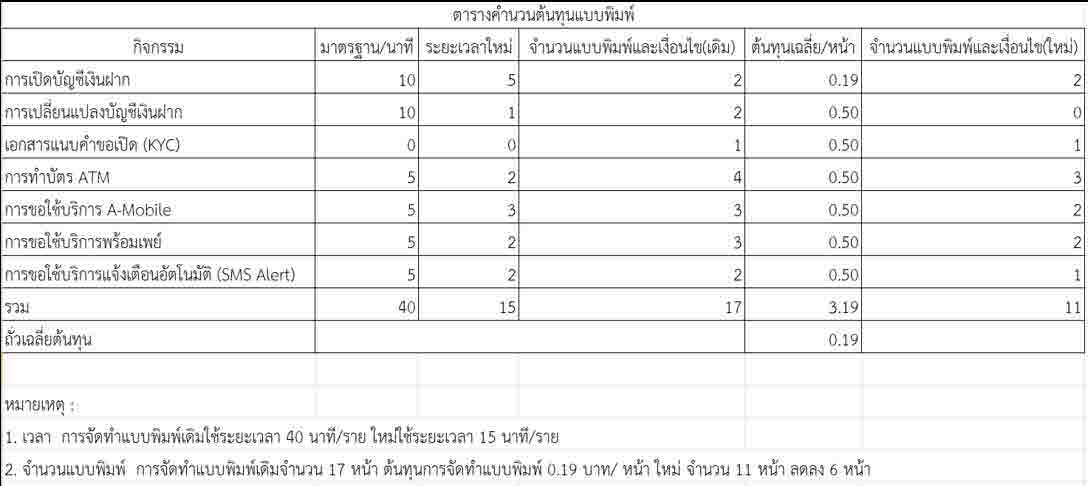 ตารางคำนวนต้นทุนแบบพิมพ์
กิจกรรม มาตรฐาน/นาที ระยะเวลาใหม่ จำนวนแบบพิมพ์และเงื่อนไข(เดิม) ต้นทุนเฉลี่ย/หน้า จำนวนแบบพิมพ์และเงื่อนไข(ใหม่)
การเปิดบัญชีเงินฝาก 10 5 2 0.19 2
การเปลี่ยนแปลงบัญชีเงินฝาก 10 1 2 0.50 0
เอกสารแนบคำขอเปิด (KYC) 0 0 1 0.50 1
การทำบัตร ATM 5 2 4 0.50 3
การขอใช้บริการ A-Mobile 5 3 3 0.50 2
การขอใช้บริการพร้อมเพย์ 5 2 3 0.50 2
การขอใช้บริการแจ้งเตือนอัตโนมัติ (SMS Alert) 5 2 2 0.50 1
รวม 40 15 17 3.19 11
ถั่วเฉลี่ยต้นทุน 0.19
หมายเหตุ :
1. เวลา การจัดทำแบบพิมพ์เดิมใช้ระยะเวลา 40 นาที/ราย ใหม่ใช้ระยะเวลา 15 นาที/ราย
2. จำนวนแบบพิมพ์ การจัดทำแบบพิมพ์เดิมจำนวน 17 หน้า ต้นทุนการจัดทำแบบพิมพ์ 0.19 บาท/ หน้า ใหม่ จำนวน 11 หน้า ลดลง 6 หน้า